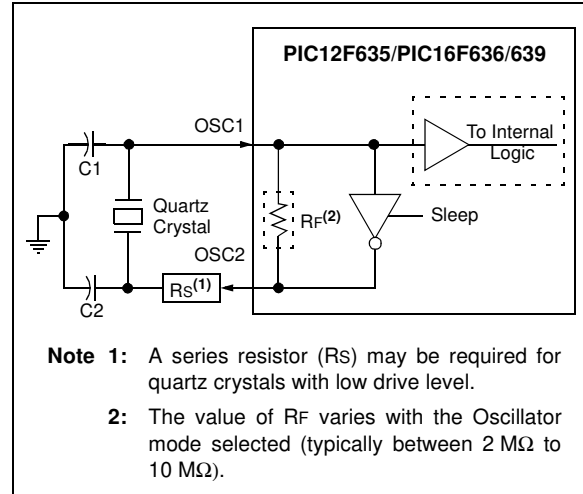 PIC12F635/PIC16F636/639
OSC1
To Internal
Logic
C1
Quartz
Crystal
RF(2)
Sleep
OSC2
RS(1)
C2
Note 1: A series resistor (RS) may be required for
quartz crystals with low drive level.
2: The value of RF varies with the Oscillator
mode selected (typically between 2 MΩ to
10 MΩ).